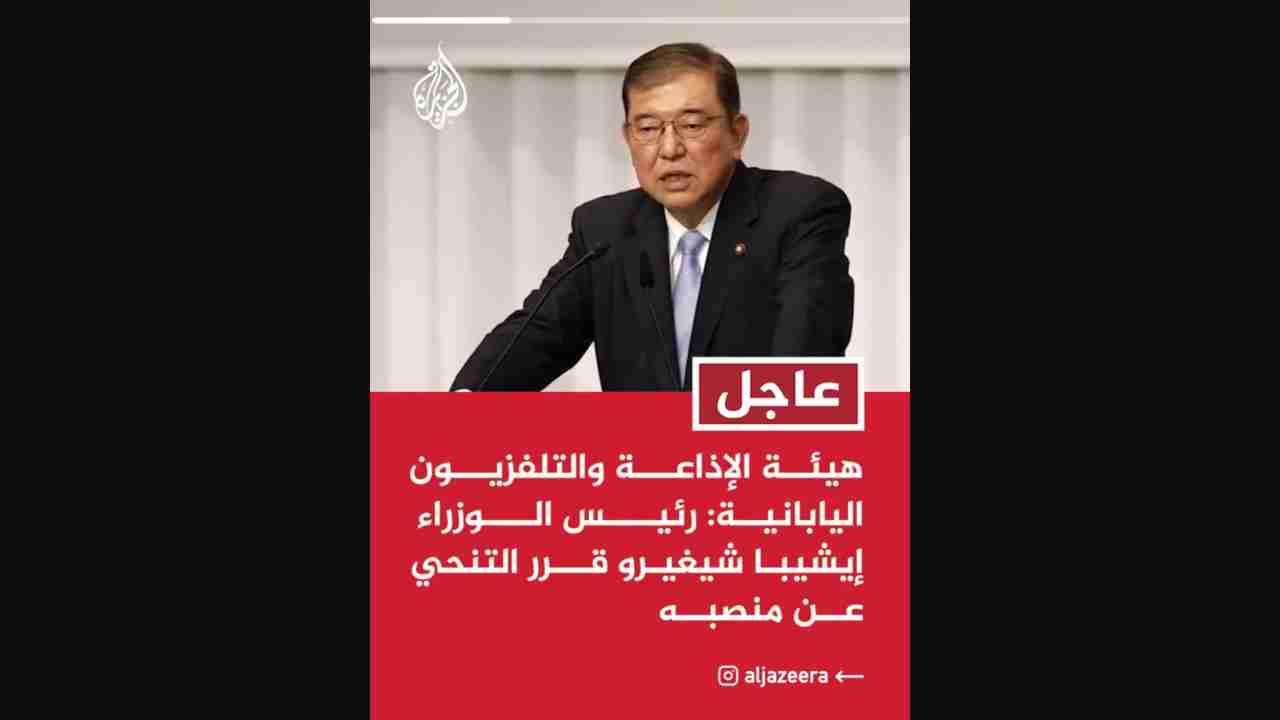 الجزيرة
عاجل
هيئة الإذاعة والتلفزيون
اليابانية: رئيس الوزراء
إيشيبا شيغيرو قرر التنحي
عن منصبه
aljazeera